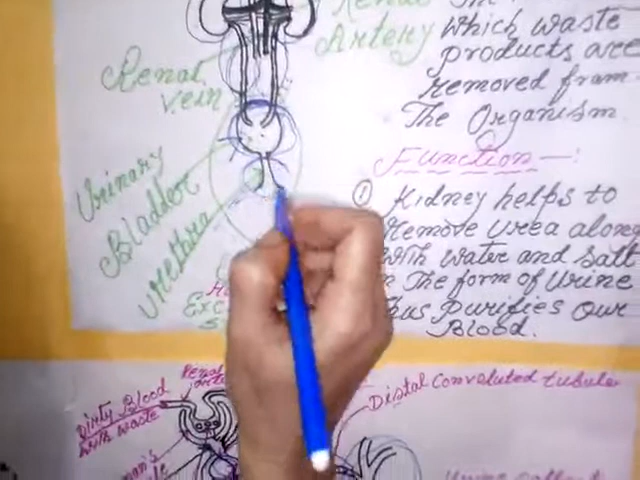 Renal
Artery
Renal
vein
Urinary
Bladder
Urethra
which waste
products are
removed from
The Organism
Function —:
① Kidney helps to
Remove Urea along
With water and Salt
in The form of Urine
Thus Purifies Our
Blood.
Dirty Blood
With waste
Renal
Distal Convoluted tubule